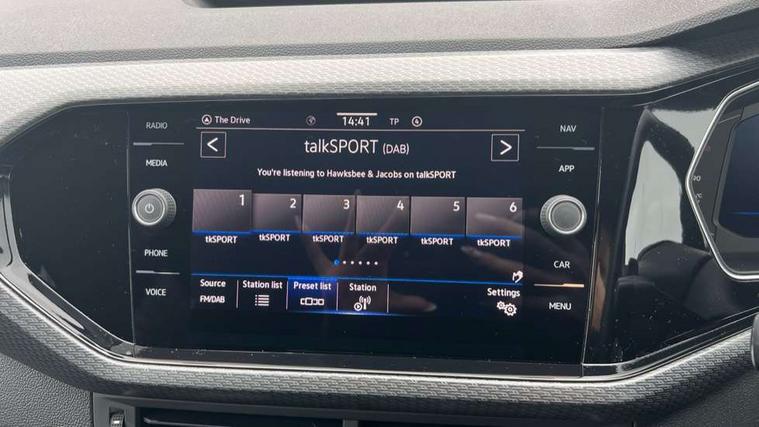 The Drive 14:41 TP
talkSPORT (DAB)
You're listening to Hawksbee & Jacobs on talkSPORT
1 2 3 4 5 6
tkSPORT tkSPORT tkSPORT tkSPORT tkSPORT tkSPORT
Source Station list Preset list Station Settings
FM/DAB
RADIO
MEDIA
PHONE
VOICE
NAV
APP
CAR
MENU